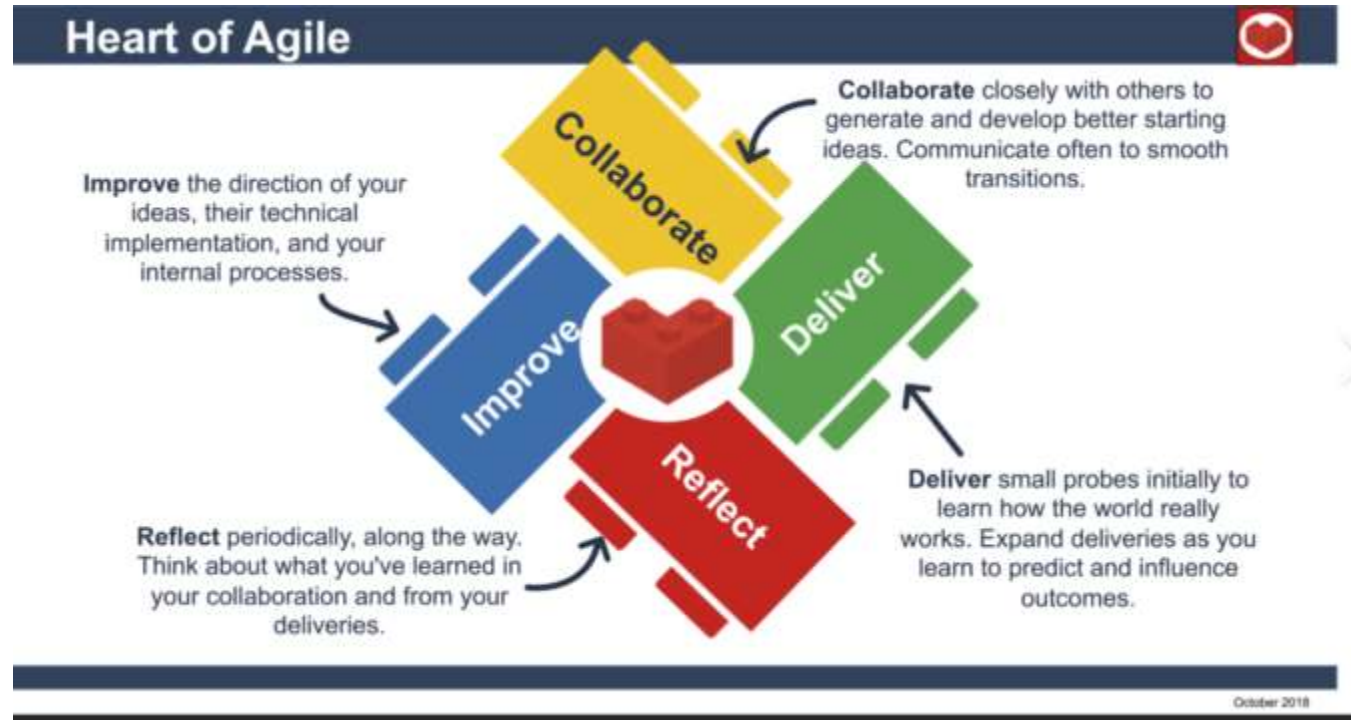 Heart of Agile
Collaborate
Collaborate closely with others to
generate and develop better starting
ideas. Communicate often to smooth
transitions.
Improve the direction of your
ideas, their technical
implementation, and your
internal processes.
Deliver
Improve
Reflect
Deliver small probes initially to
learn how the world really
works. Expand deliveries as you
learn to predict and influence
outcomes.
Reflect periodically, along the way.
Think about what you've learned in
your collaboration and from your
deliveries.
October 2018